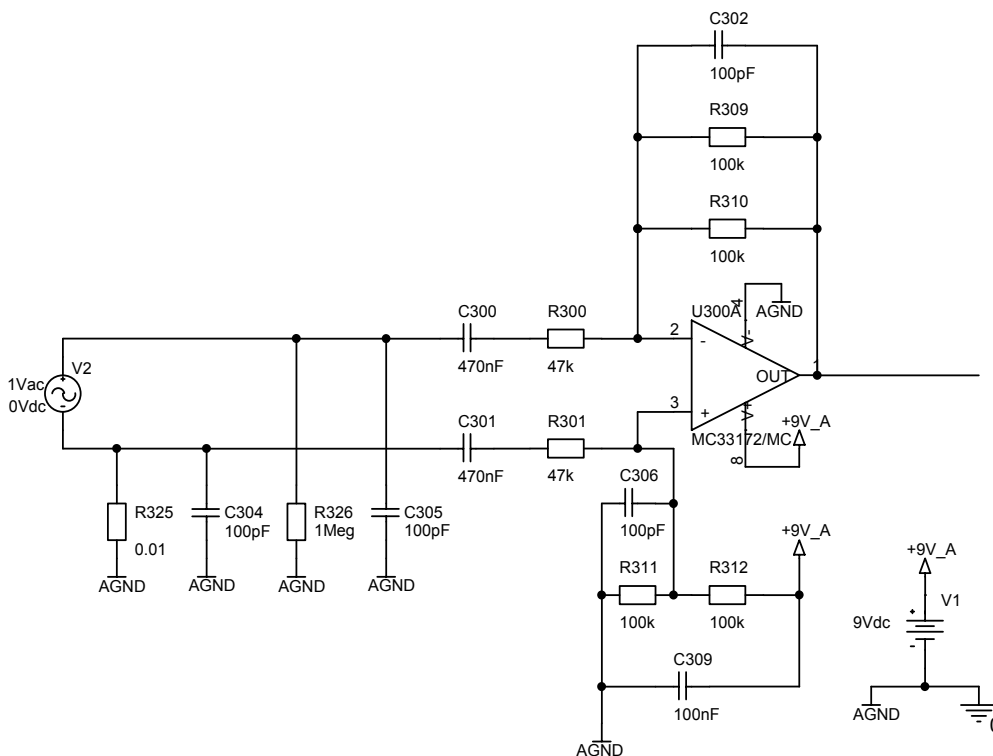 C302
100pF
R309
100k
R310
100k
U300A
4
AGND
V-
C300
470nF
R300
47k
2
-
V2
1Vac
0Vdc
+
-
OUT
1
3
+
V+
C301
470nF
R301
47k
MC33172/MC
+9V_A
8
R325
0.01
C304
100pF
R326
1Meg
C305
100pF
AGND
AGND
AGND
AGND
C306
100pF
+9V_A
R311
100k
R312
100k
C309
100nF
AGND
+9V_A
V1
9Vdc
+
-
AGND
0